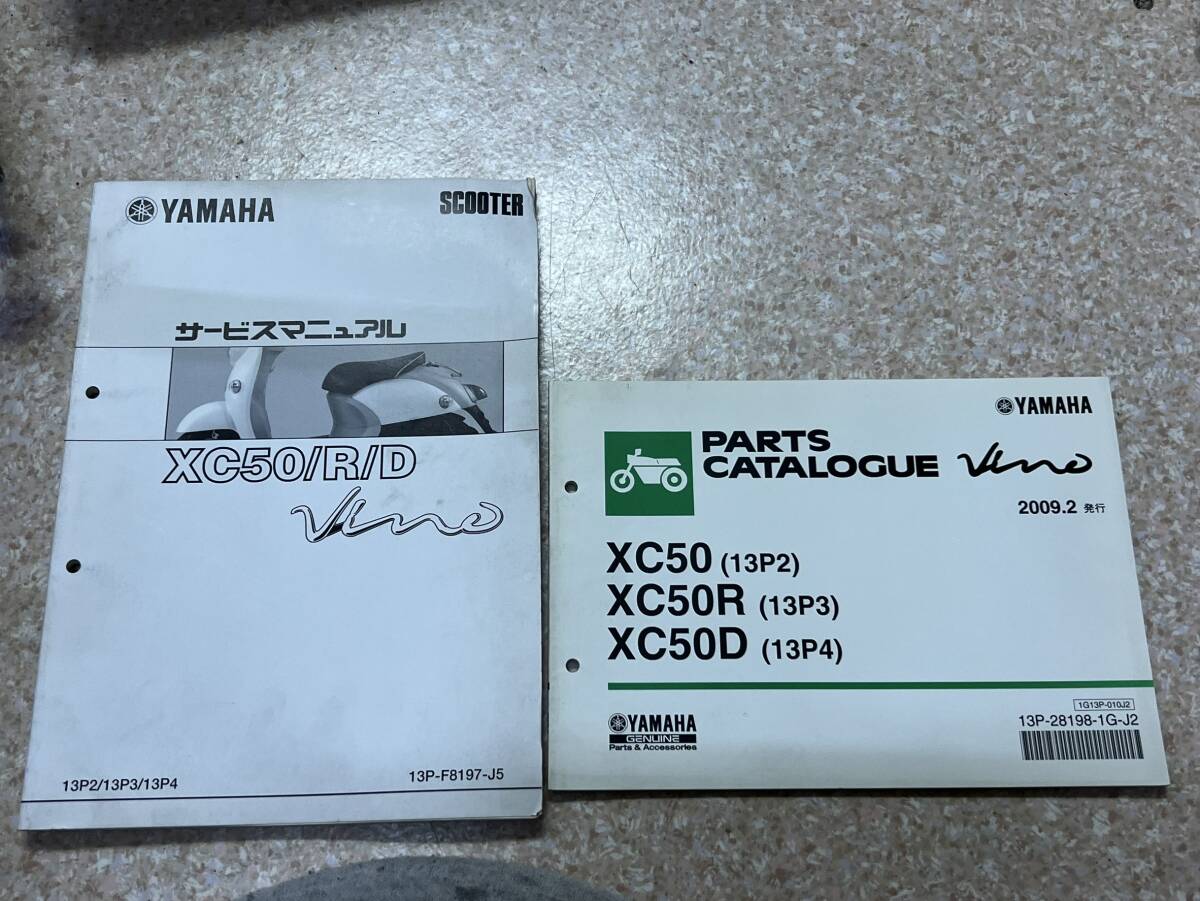 YAMAHA
SCOOTER
サービスマニュアル
XC50/R/D
Vino
13P2/13P3/13P4
13P-F8197-J5
YAMAHA
PARTS
CATALOGUE
Vino
2009.2 発行
XC50 (13P2)
XC50R (13P3)
XC50D (13P4)
1G13P-010J2
13P-28198-1G-J2
YAMAHA
GENUINE
Parts & Accessories